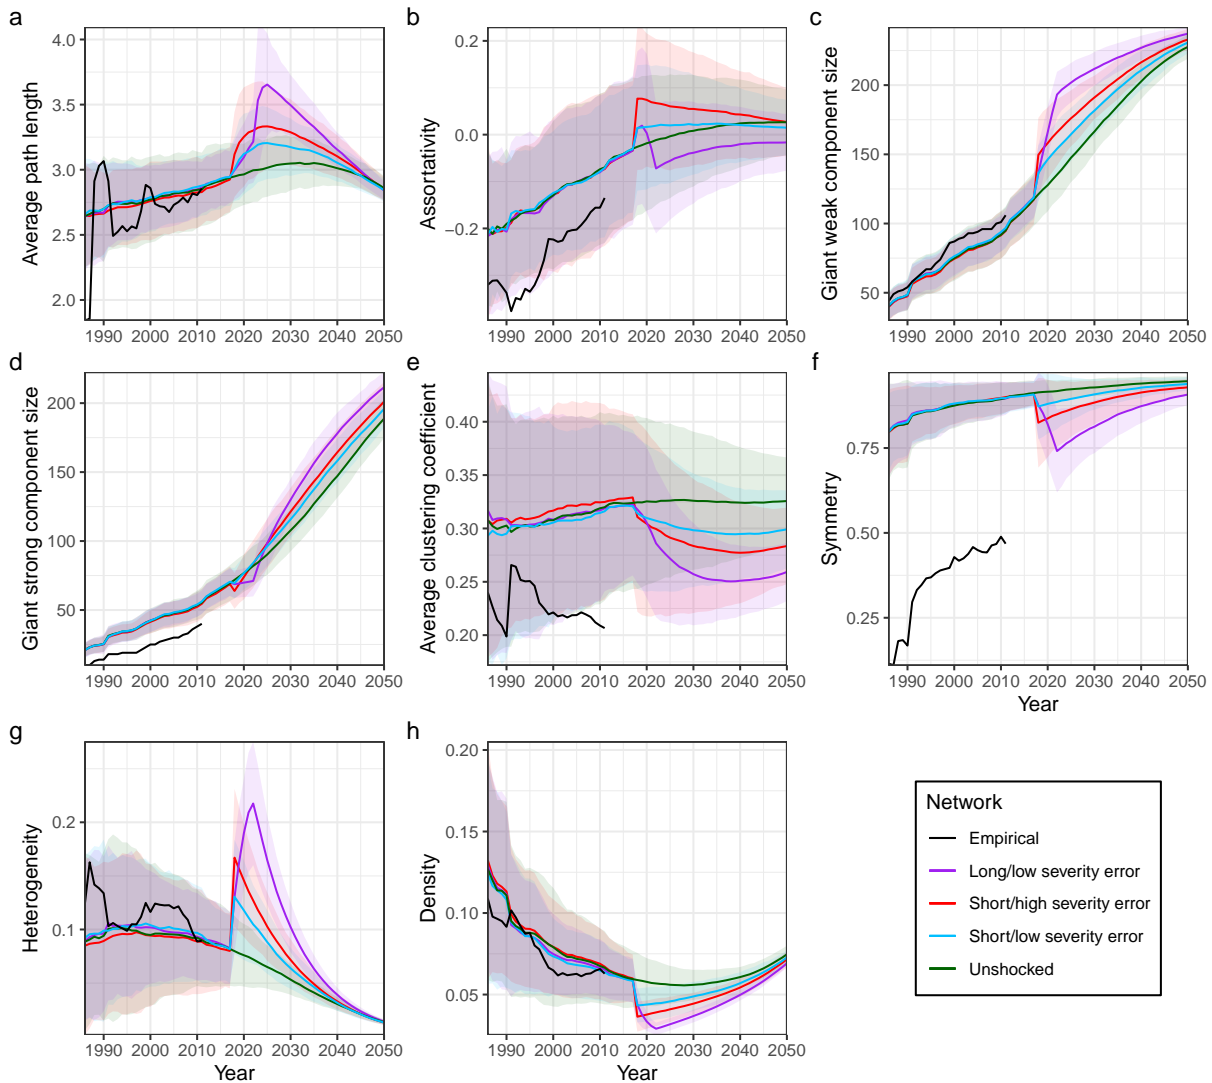 a
b
c
4.0
3.5
3.0
2.5
2.0
Average path length
1990 2000 2010 2020 2030 2040 2050
0.2
0.0
−0.2
Assortativity
1990 2000 2010 2020 2030 2040 2050
200
150
100
50
Giant weak component size
1990 2000 2010 2020 2030 2040 2050
d
e
f
200
150
100
50
Giant strong component size
1990 2000 2010 2020 2030 2040 2050
0.40
0.35
0.30
0.25
0.20
Average clustering coefficient
1990 2000 2010 2020 2030 2040 2050
0.75
0.50
0.25
Symmetry
1990 2000 2010 2020 2030 2040 2050
Year
g
h
0.2
0.1
Heterogeneity
1990 2000 2010 2020 2030 2040 2050
Year
0.20
0.15
0.10
0.05
Density
1990 2000 2010 2020 2030 2040 2050
Year
Network
Empirical
Long/low severity error
Short/high severity error
Short/low severity error
Unshocked